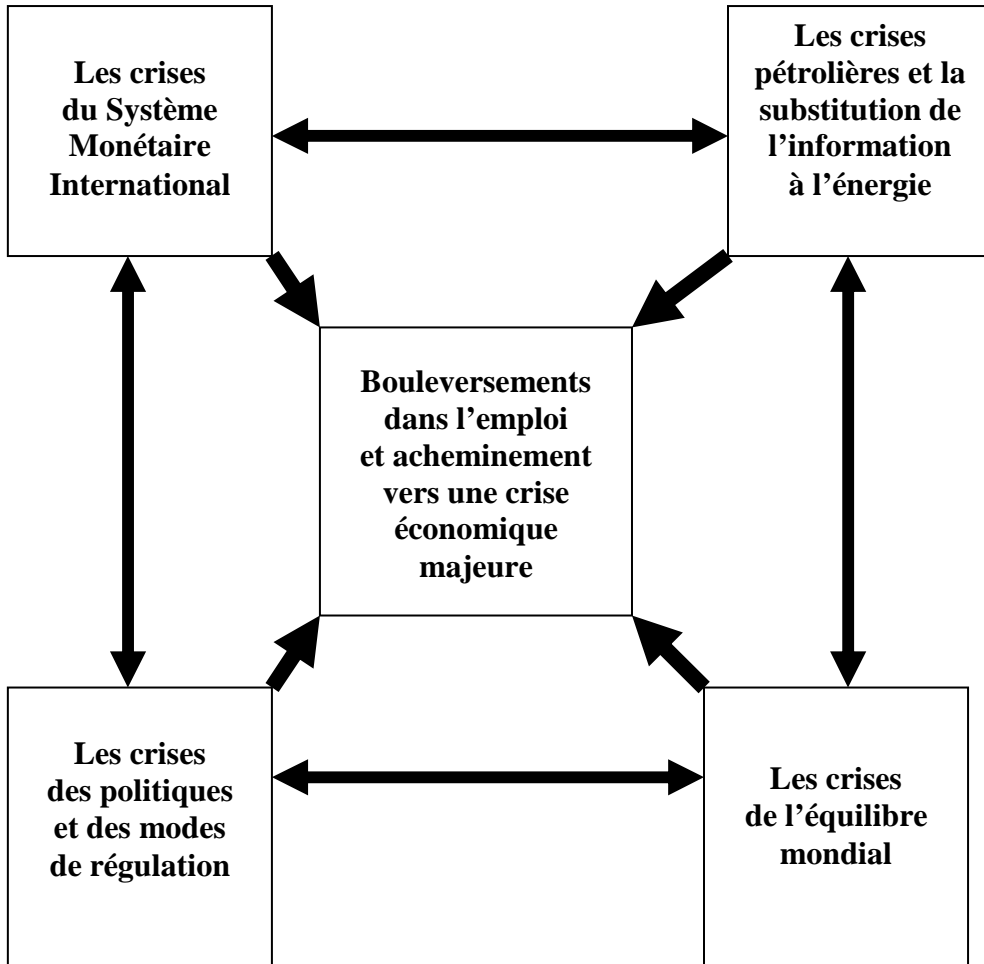 Les crises
du Système
Monétaire
International
Les crises
pétrolières et la
substitution de
l’information
à l’énergie
Bouleversements
dans l’emploi
et acheminement
vers une crise
économique
majeure
Les crises
des politiques
et des modes
de régulation
Les crises
de l’équilibre
mondial